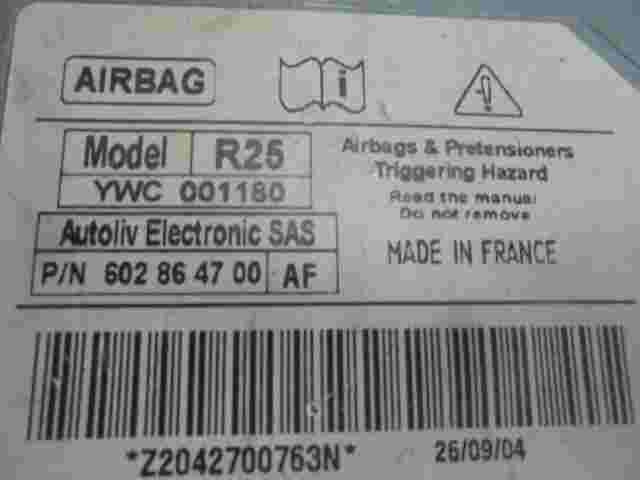 AIRBAG i !
Model R25
YWC 001180
Autoliv Electronic SAS
P/N 602 86 47 00 AF
Airbags & Pretensioners
Triggering Hazard
Read the manual
Do not remove
MADE IN FRANCE
*Z2042700763N* 26/09/04